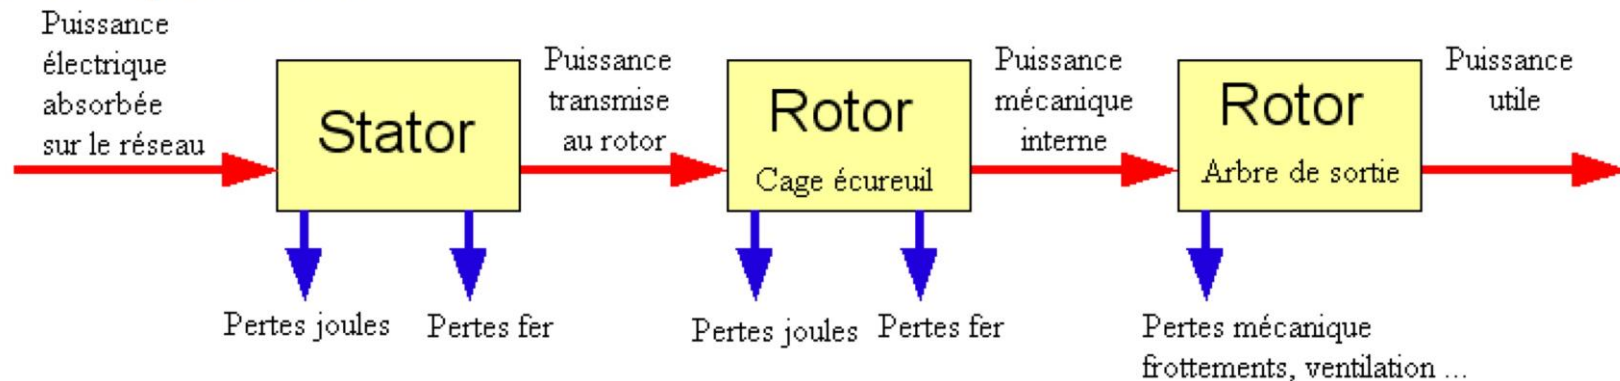 Puissance
électrique
absorbée
sur le réseau
Stator
Puissance
transmise
au rotor
Rotor
Cage écureuil
Puissance
mécanique
interne
Rotor
Arbre de sortie
Puissance
utile
Pertes joules
Pertes fer
Pertes joules
Pertes fer
Pertes mécanique
frottements, ventilation ...